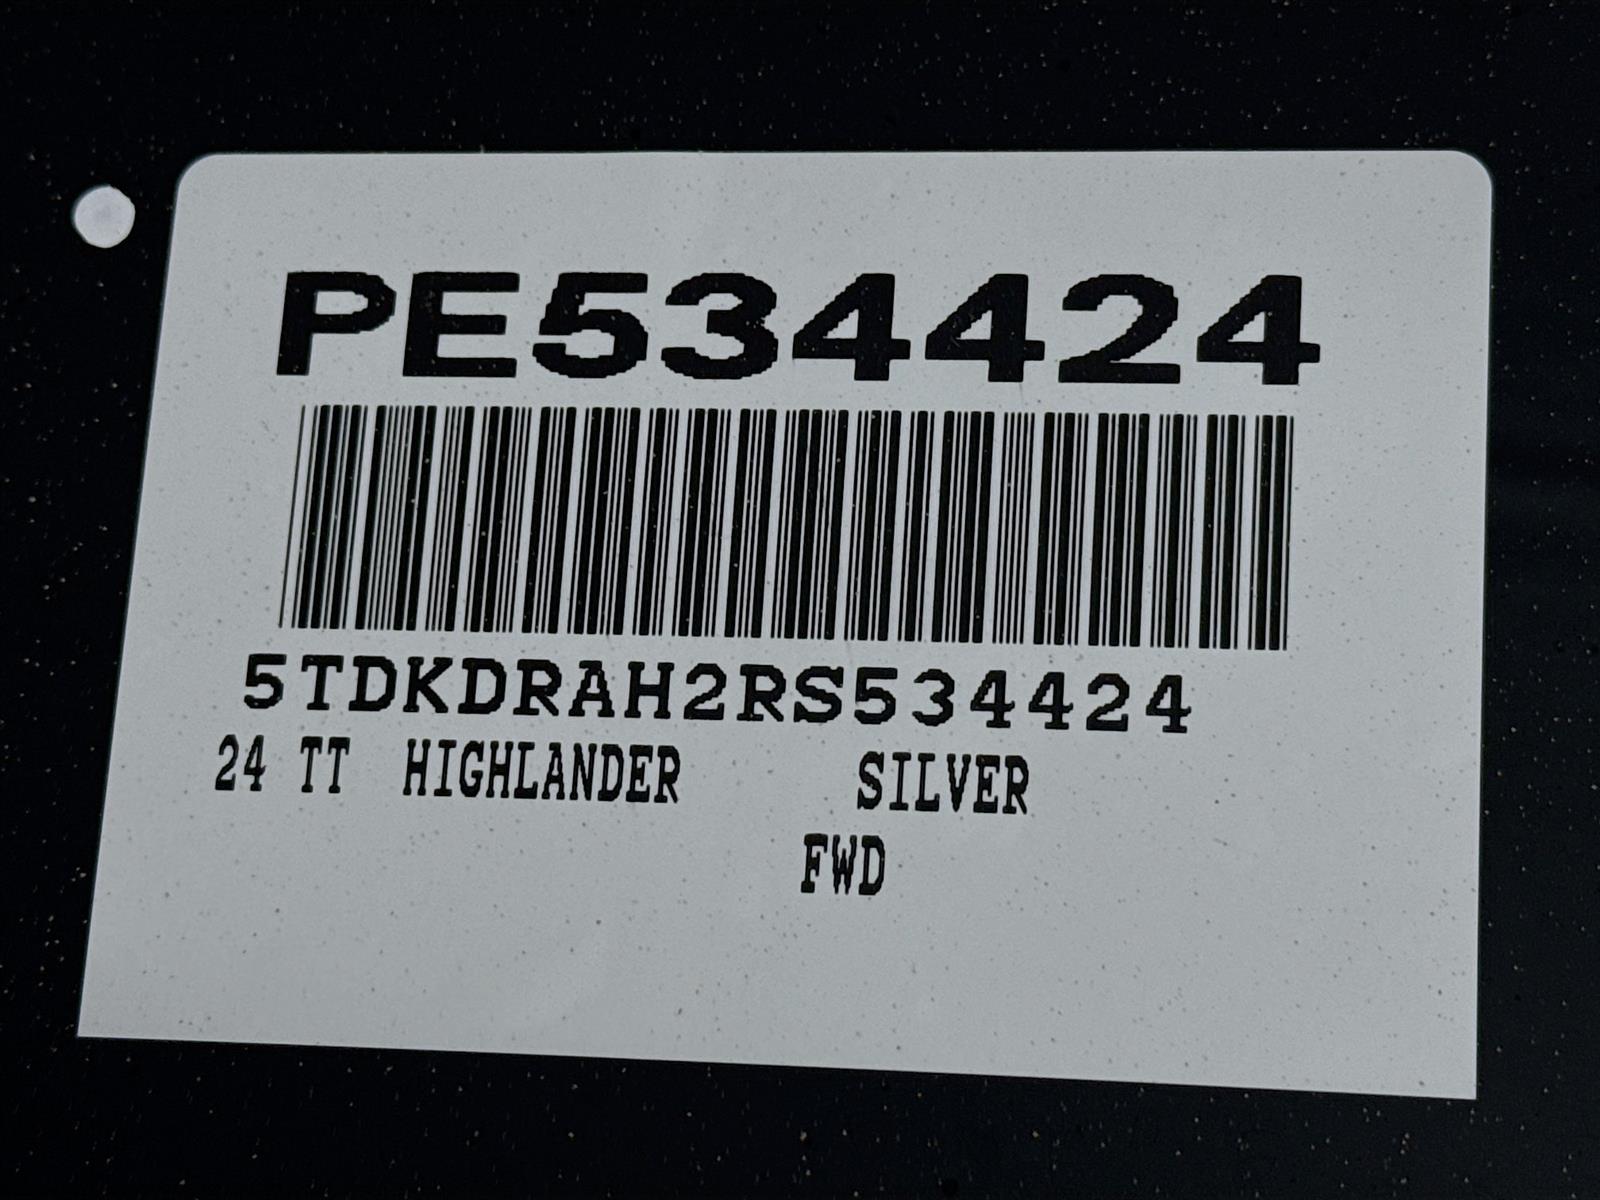 PE534424
5TDKDRAH2RS534424
24 TT HIGHLANDER SILVER
FWD